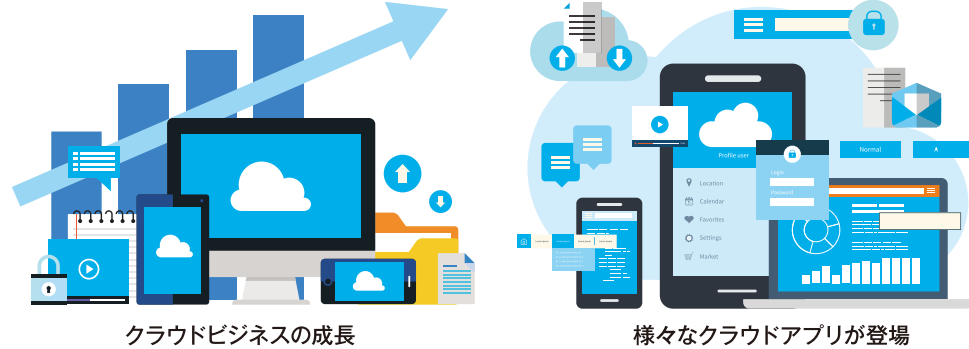 Profile user
Location
Calendar
Favorites
Settings
Market
Login
Password
Normal
A
クラウドビジネスの成長
様々なクラウドアプリが登場